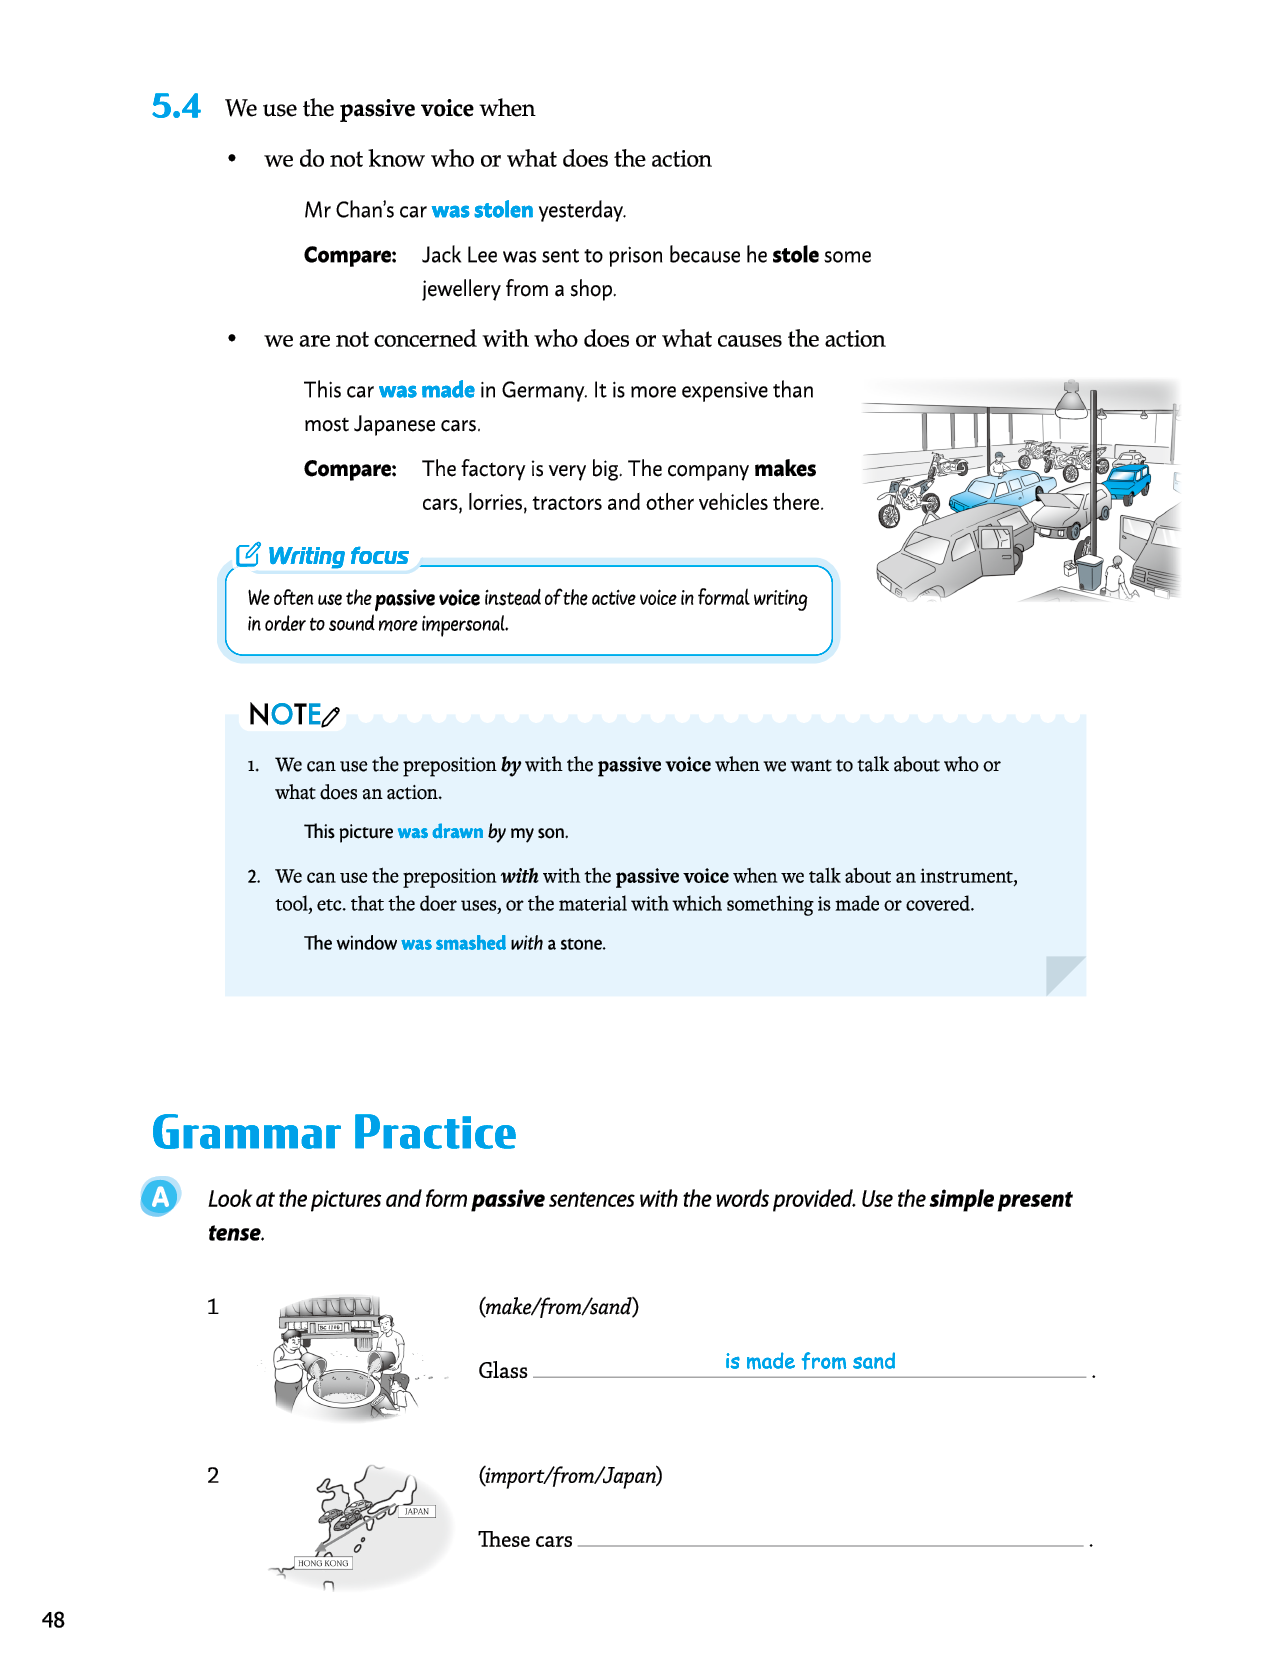 5.4 We use the passive voice when
• we do not know who or what does the action
Mr Chan's car was stolen yesterday.
Compare: Jack Lee was sent to prison because he stole some
jewellery from a shop.
• we are not concerned with who does or what causes the action
This car was made in Germany. It is more expensive than
most Japanese cars.
Compare: The factory is very big. The company makes
cars, lorries, tractors and other vehicles there.
Writing focus
We often use the passive voice instead of the active voice in formal writing
in order to sound more impersonal.
NOTE
1. We can use the preposition by with the passive voice when we want to talk about who or
what does an action.
This picture was drawn by my son.
2. We can use the preposition with with the passive voice when we talk about an instrument,
tool, etc. that the doer uses, or the material with which something is made or covered.
The window was smashed with a stone.
Grammar Practice
A Look at the pictures and form passive sentences with the words provided. Use the simple present
tense.
1 (make/from/sand)
Glass is made from sand .
2 (import/from/Japan)
JAPAN
These cars .
HONG KONG
48